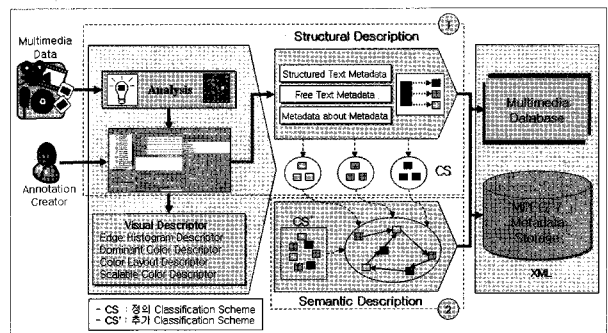 Multimedia
Data
Annotation
Creator
Analysis
Visual Descriptor
Edge Histogram Descriptor
Dominant Color Descriptor
Color Layout Descriptor
Scalable Color Descriptor
- CS : 정의 Classification Scheme
- CS' : 추가 Classification Scheme
Structural Description
1
Structured Text Metadata
Free Text Metadata
Metadata about Metadata
CS
CS'
Semantic Description
2
Multimedia
Database
MPEG-7
Metadata
Storage
XML